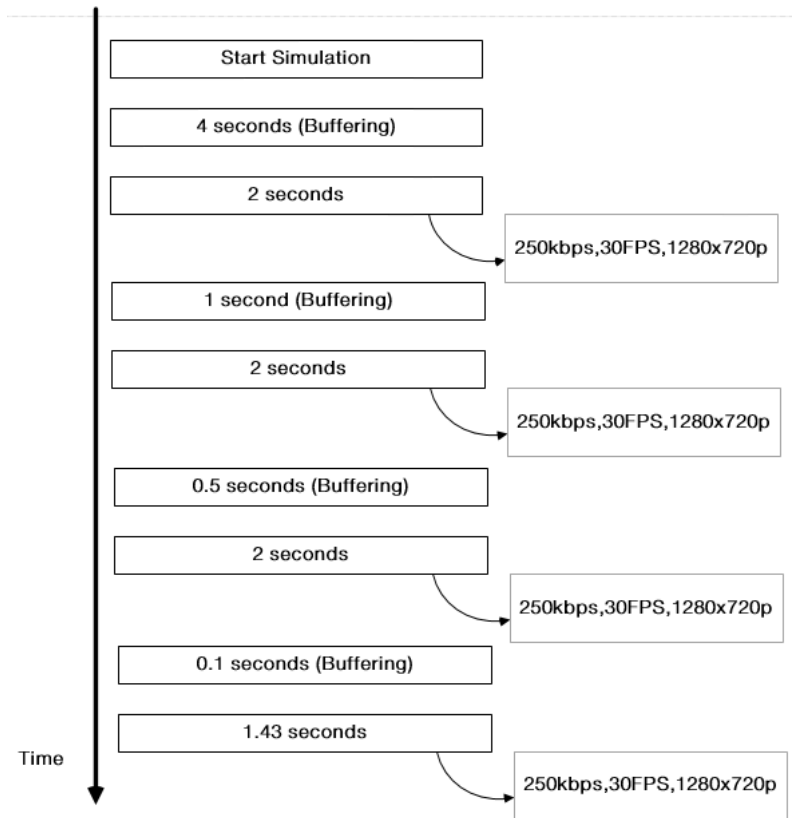 Start Simulation
4 seconds (Buffering)
2 seconds
250kbps,30FPS,1280x720p
1 second (Buffering)
2 seconds
250kbps,30FPS,1280x720p
0.5 seconds (Buffering)
2 seconds
250kbps,30FPS,1280x720p
0.1 seconds (Buffering)
1.43 seconds
Time
250kbps,30FPS,1280x720p